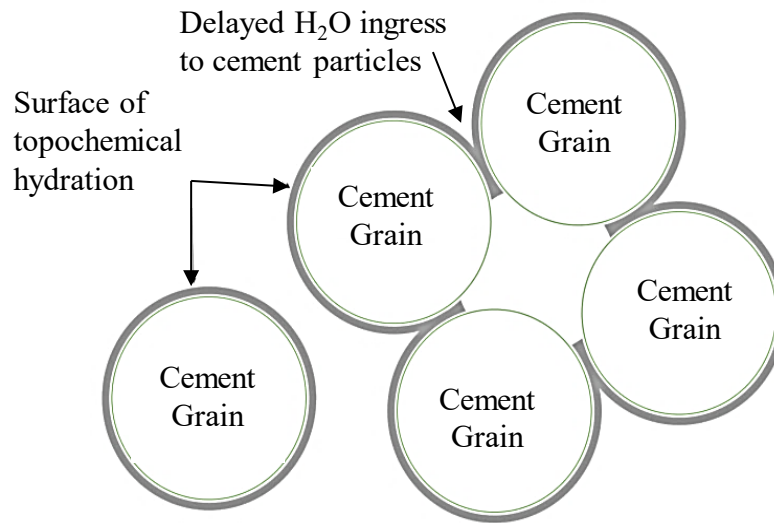 Delayed H₂O ingress
to cement particles
Surface of
topochemical
hydration
Cement
Grain
Cement
Grain
Cement
Grain
Cement
Grain
Cement
Grain